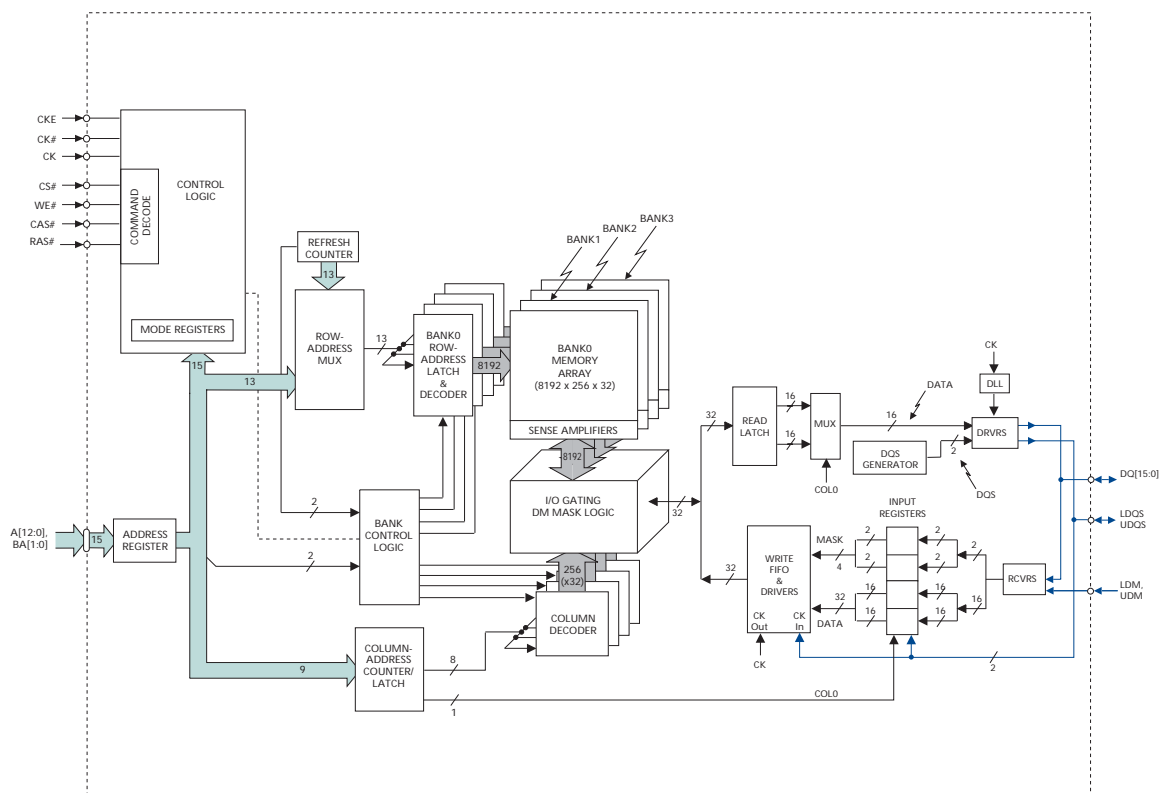 CKE
CK#
CK
CS#
WE#
CAS#
RAS#
COMMAND
DECODE
CONTROL
LOGIC
MODE REGISTERS
15
13
REFRESH
COUNTER
13
ROW-
ADDRESS
MUX
13
BANK0
ROW-
ADDRESS
LATCH
&
DECODER
8192
BANK1
BANK2
BANK3
BANK0
MEMORY
ARRAY
(8192 x 256 x 32)
SENSE AMPLIFIERS
8192
I/O GATING
DM MASK LOGIC
32
2
2
BANK
CONTROL
LOGIC
256
(x32)
COLUMN
DECODER
A[12:0],
BA[1:0]
15
ADDRESS
REGISTER
9
COLUMN-
ADDRESS
COUNTER/
LATCH
8
1
COL0
32
READ
LATCH
16
16
MUX
COL0
16
DATA
DQS
GENERATOR
2
DQS
CK
DLL
DRVRS
DQ[15:0]
LDQS
UDQS
LDM,
UDM
INPUT
REGISTERS
32
WRITE
FIFO
&
DRIVERS
CK
Out
CK
In
CK
MASK
4
32
DATA
2
2
16
16
2
2
16
16
2
16
RCVRS
2